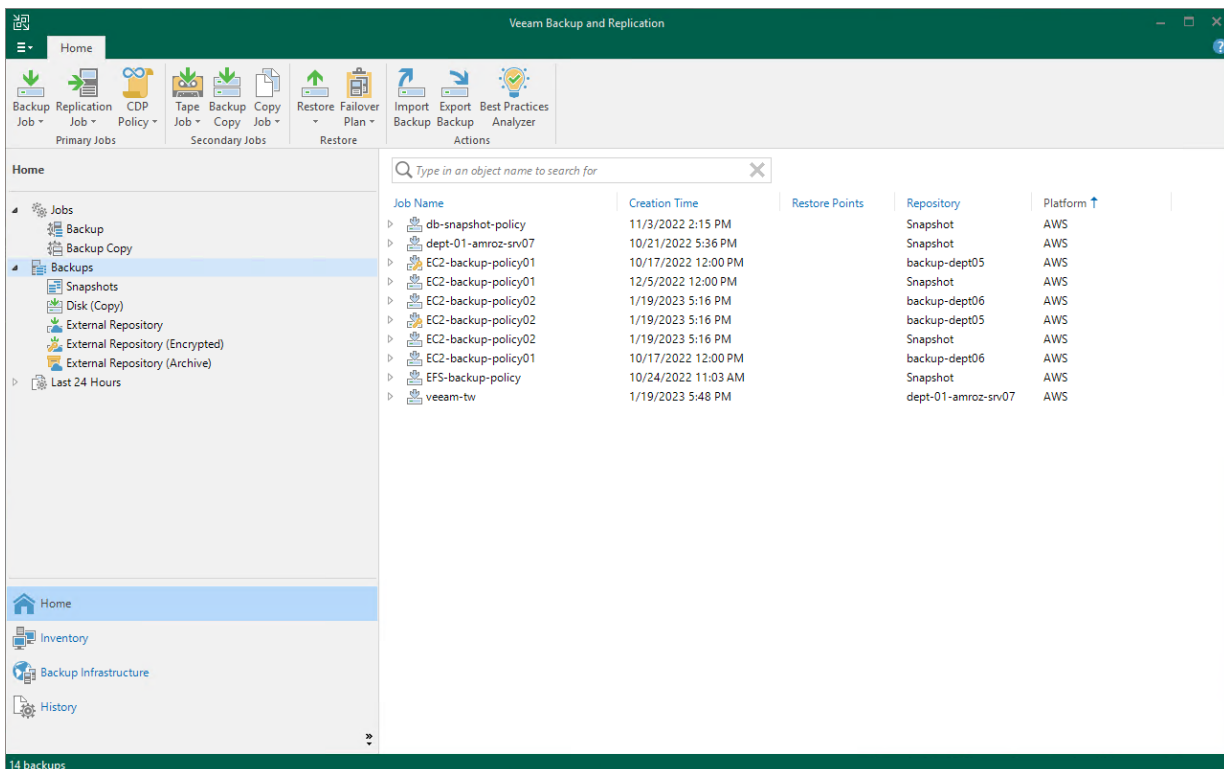 Veeam Backup and Replication
Home
Backup Job
Replication Job
CDP Policy
Primary Jobs
Tape Job
Backup Copy
Copy Job
Secondary Jobs
Restore
Failover Plan
Restore
Import Backup
Export Backup
Best Practices Analyzer
Actions
Home
Jobs
Backup
Backup Copy
Backups
Snapshots
Disk (Copy)
External Repository
External Repository (Encrypted)
External Repository (Archive)
Last 24 Hours
Home
Inventory
Backup Infrastructure
History
Type in an object name to search for
Job Name Creation Time Restore Points Repository Platform
db-snapshot-policy 11/3/2022 2:15 PM Snapshot AWS
dept-01-amroz-srv07 10/21/2022 5:36 PM Snapshot AWS
EC2-backup-policy01 10/17/2022 12:00 PM backup-dept05 AWS
EC2-backup-policy01 12/5/2022 12:00 PM Snapshot AWS
EC2-backup-policy02 1/19/2023 5:16 PM backup-dept06 AWS
EC2-backup-policy02 1/19/2023 5:16 PM backup-dept05 AWS
EC2-backup-policy02 1/19/2023 5:16 PM Snapshot AWS
EC2-backup-policy01 10/17/2022 12:00 PM backup-dept06 AWS
EFS-backup-policy 10/24/2022 11:03 AM Snapshot AWS
veeam-tw 1/19/2023 5:48 PM dept-01-amroz-srv07 AWS
14 backups